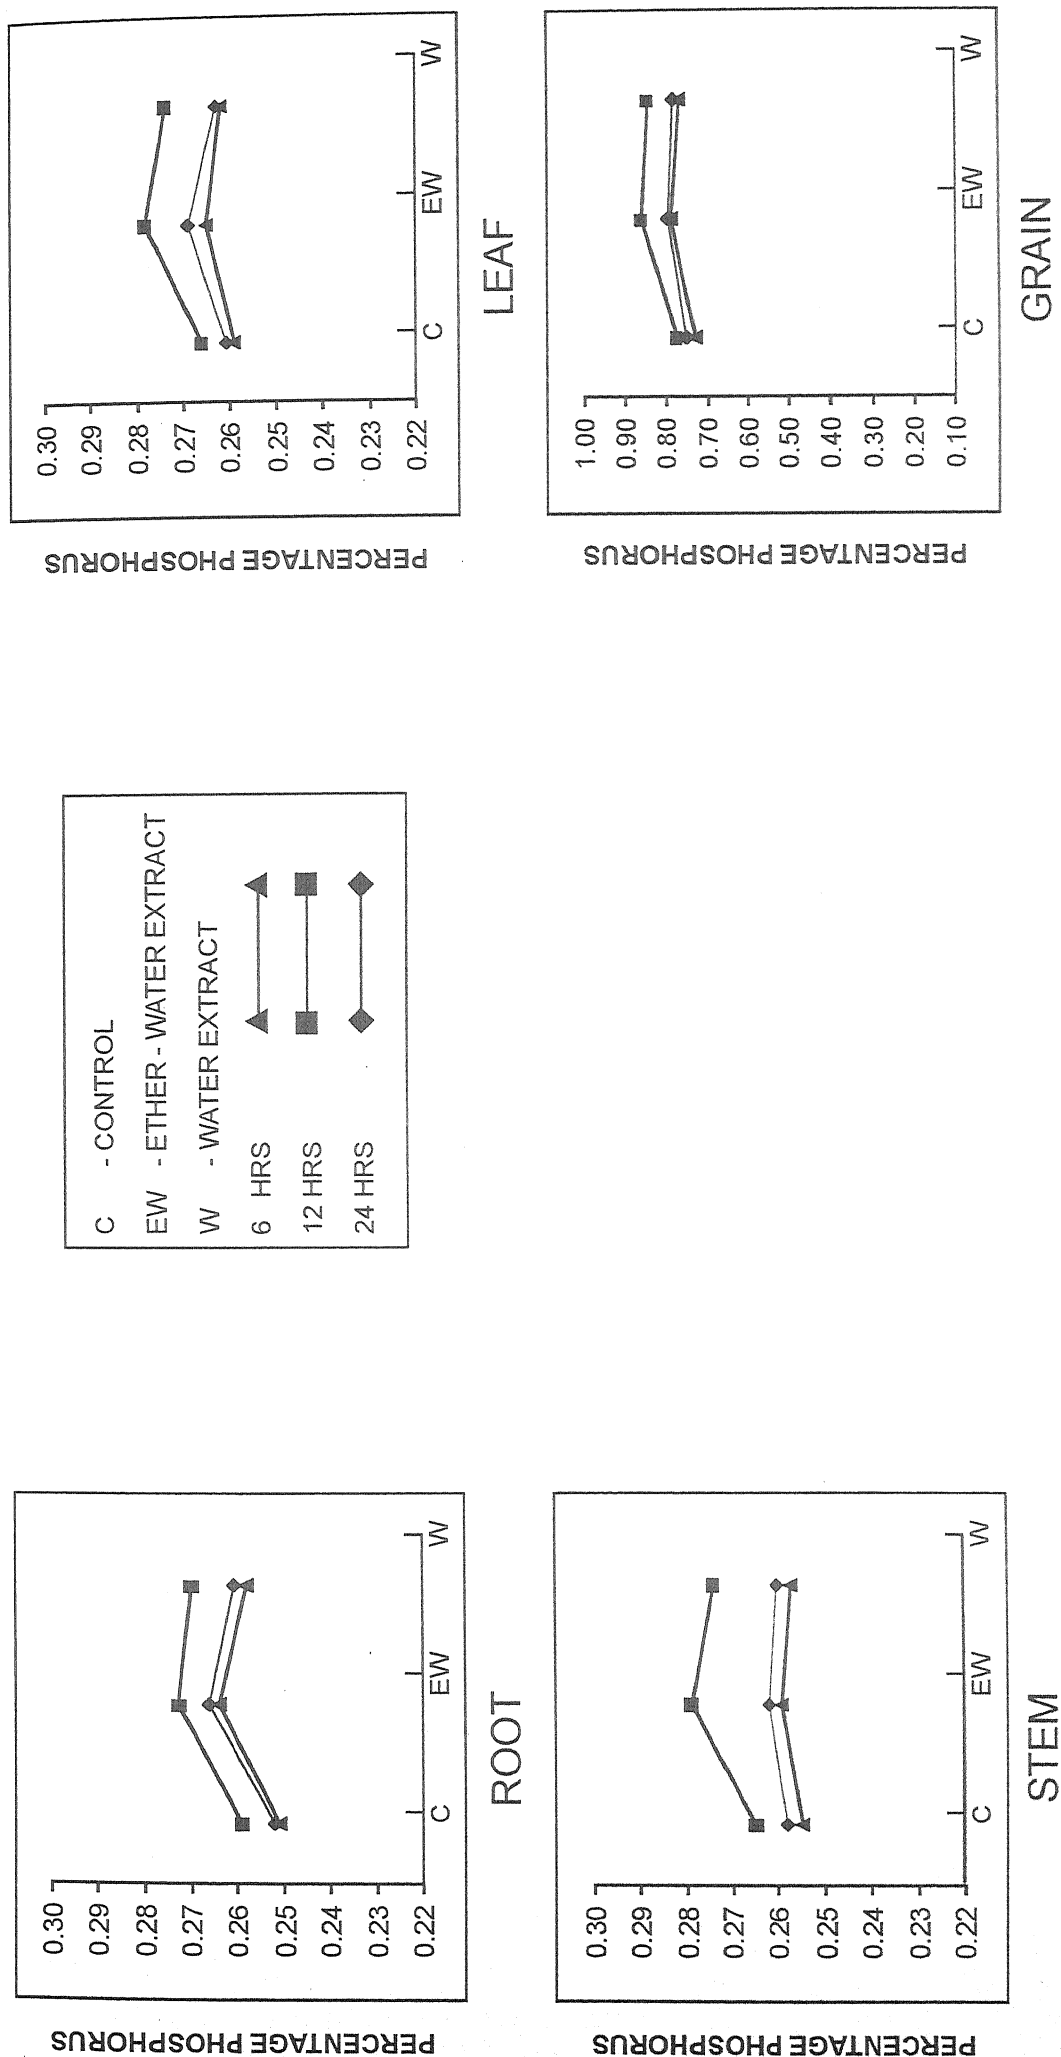 PERCENTAGE PHOSPHORUS
0.30
0.29
0.28
0.27
0.26
0.25
0.24
0.23
0.22
C
EW
W
ROOT
C - CONTROL
EW - ETHER - WATER EXTRACT
W - WATER EXTRACT
6 HRS
12 HRS
24 HRS
PERCENTAGE PHOSPHORUS
0.30
0.29
0.28
0.27
0.26
0.25
0.24
0.23
0.22
C
EW
W
LEAF
PERCENTAGE PHOSPHORUS
0.30
0.29
0.28
0.27
0.26
0.25
0.24
0.23
0.22
C
EW
W
STEM
PERCENTAGE PHOSPHORUS
1.00
0.90
0.80
0.70
0.60
0.50
0.40
0.30
0.20
0.10
C
EW
W
GRAIN